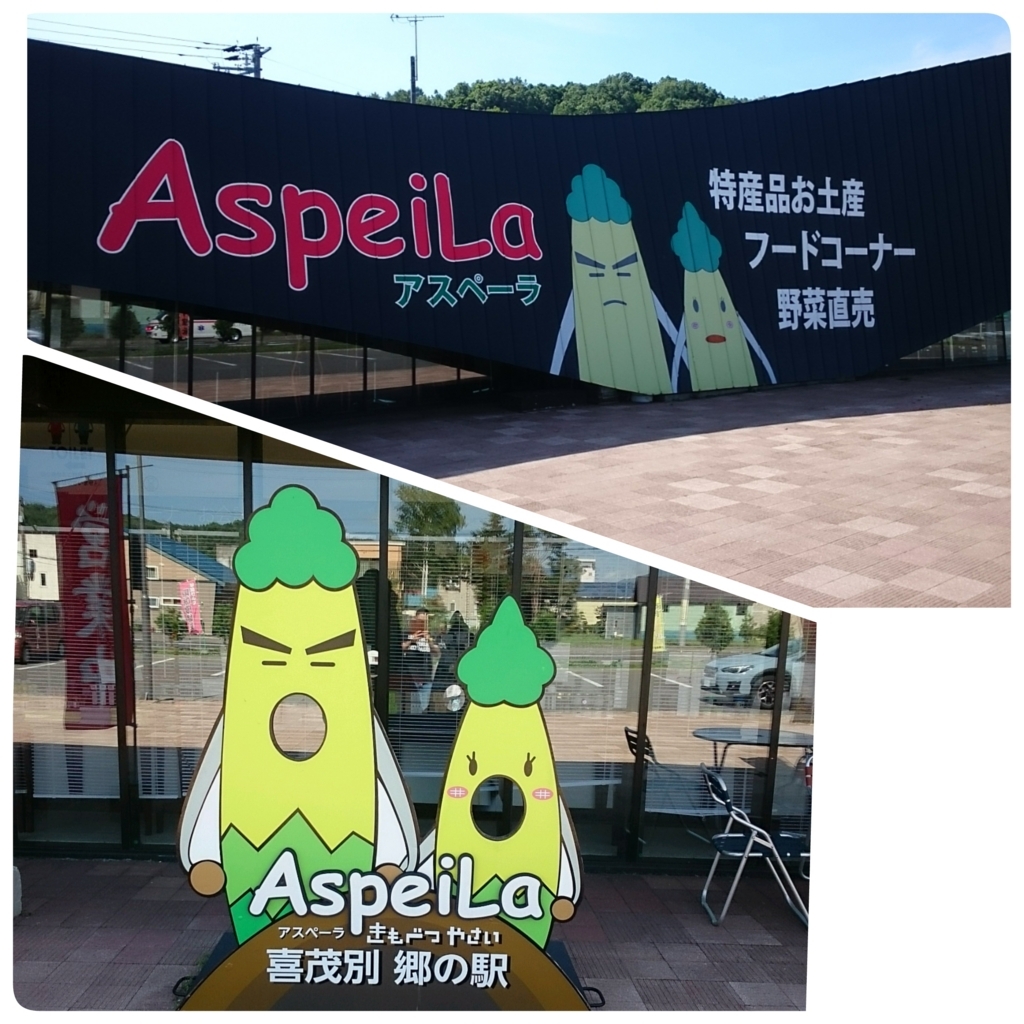 AspeiLa
アスペーラ
特産品お土産
フードコーナー
野菜直売
AspeiLa
アスペーラ きもべつ やさい
喜茂別 郷の駅